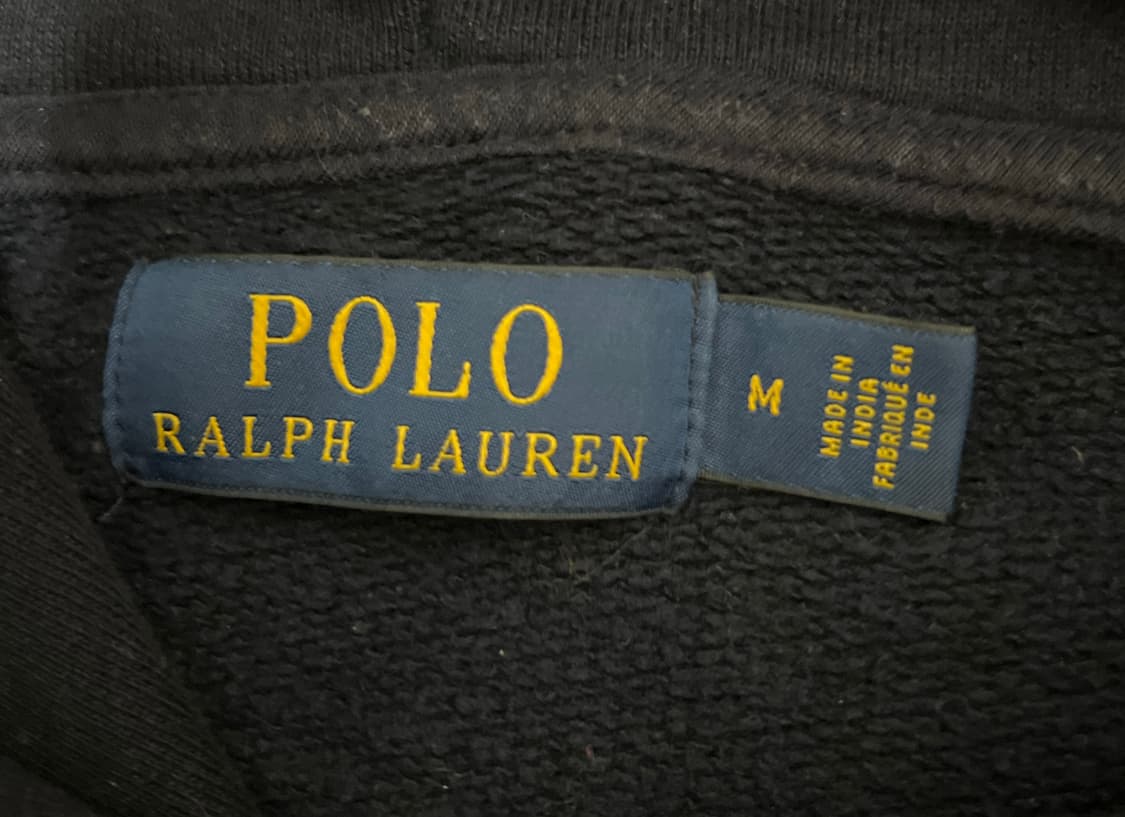 POLO
RALPH LAUREN
M
MADE IN
INDIA
FABRIQUÉ EN
INDE